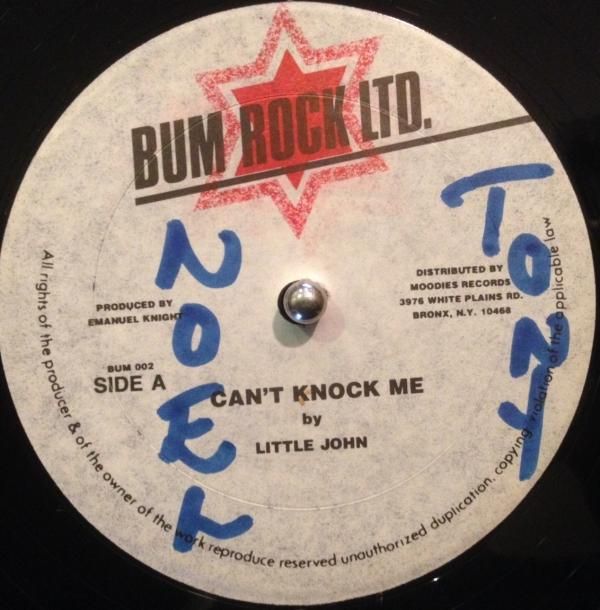 BUM ROCK LTD.
NOEL
TONY
PRODUCED BY
EMANUEL KNIGHT
DISTRIBUTED BY
MOODIES RECORDS
3976 WHITE PLAINS RD.
BRONX, N.Y. 10468
BUM 002
SIDE A
CAN'T KNOCK ME
by
LITTLE JOHN
All rights of the producer & of the owner of the work reproduce reserved unauthorized duplication, copying violation of the applicable law